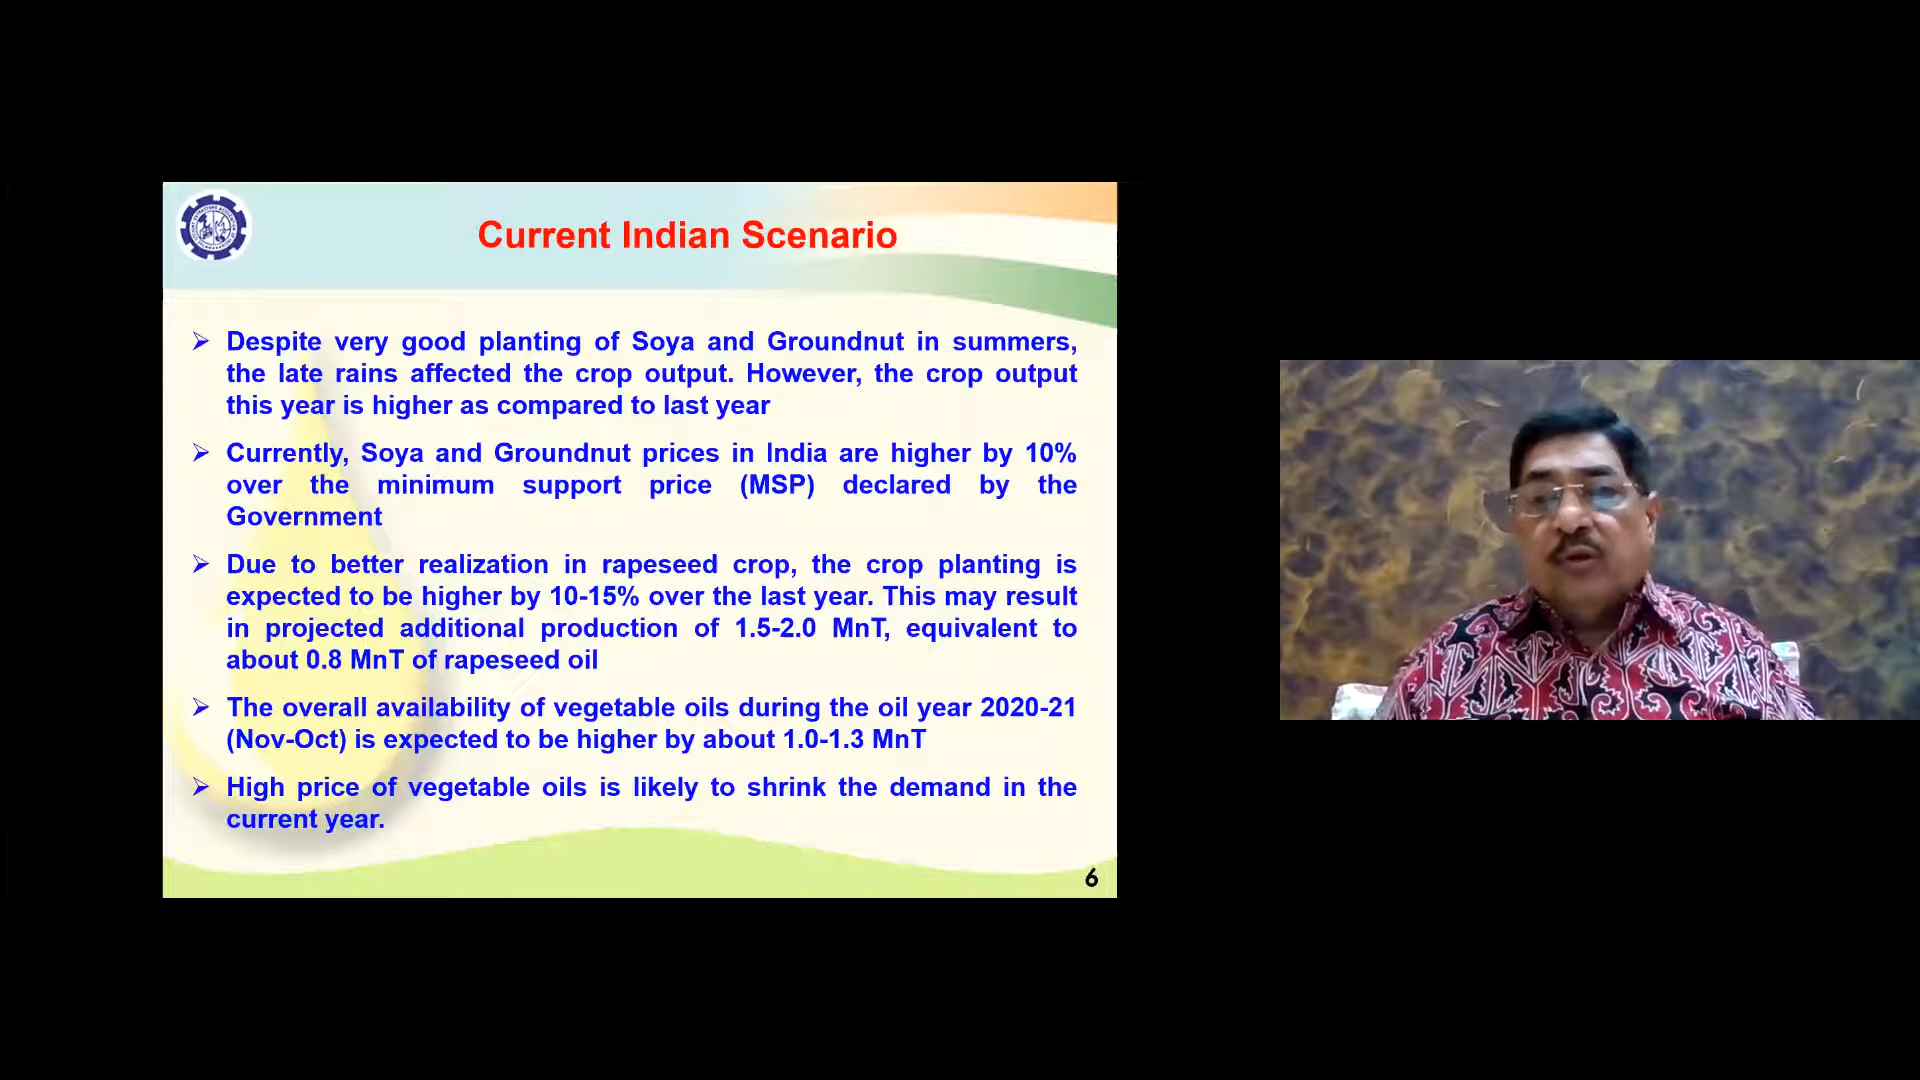 Current Indian Scenario
Despite very good planting of Soya and Groundnut in summers,
the late rains affected the crop output. However, the crop output
this year is higher as compared to last year
Currently, Soya and Groundnut prices in India are higher by 10%
over the minimum support price (MSP) declared by the
Government
Due to better realization in rapeseed crop, the crop planting is
expected to be higher by 10-15% over the last year. This may result
in projected additional production of 1.5-2.0 MnT, equivalent to
about 0.8 MnT of rapeseed oil
The overall availability of vegetable oils during the oil year 2020-21
(Nov-Oct) is expected to be higher by about 1.0-1.3 MnT
High price of vegetable oils is likely to shrink the demand in the
current year.
6